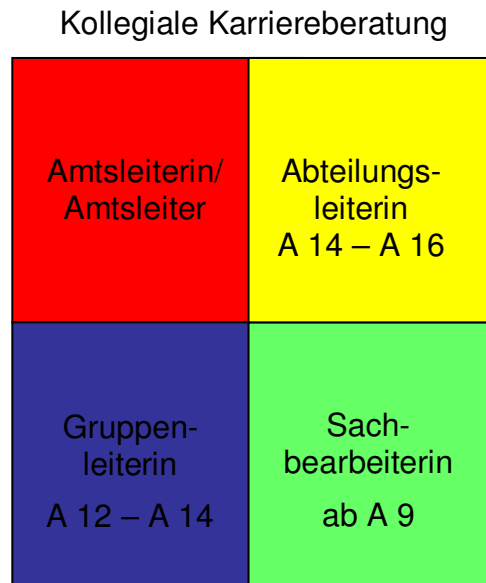 Kollegiale Karriereberatung
Amtsleiterin/
Amtsleiter
Abteilungs-
leiterin
A 14 – A 16
Gruppen-
leiterin
A 12 – A 14
Sach-
bearbeiterin
ab A 9